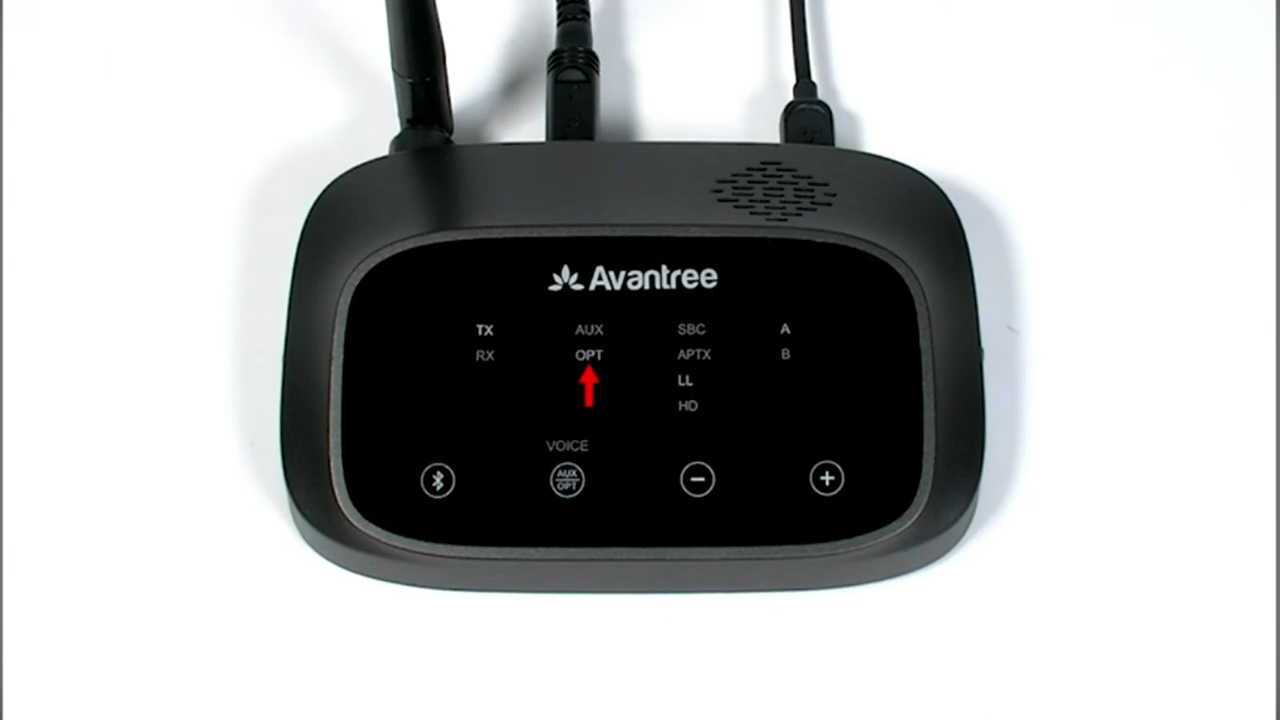 Avantree
TX AUX SBC A
RX OPT APTX B
LL
HD
VOICE
AUX
OPT